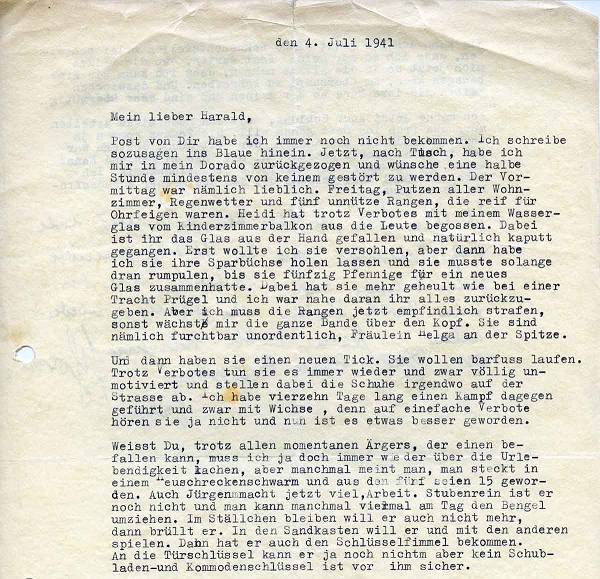 den 4. Juli 1941
Mein lieber Harald,
Post von Dir habe ich immer noch nicht bekommen. Ich schreibe
sozusagen ins Blaue hinein. Jetzt, nach Tisch, habe ich
mir in mein Dorado zurückgezogen und wünsche eine halbe
Stunde mindestens von keinem gestört zu werden. Der Vor-
mittag war nämlich lieblich. Freitag, Putzen aller Wohn-
zimmer, Regenwetter und fünf unnütze Rangen, die reif für
Ohrfeigen waren. Heidi hat trotz Verbotes mit meinem Wasser-
glas vom Kinderzimmerbalkon aus die Leute begossen. Dabei
ist ihr das Glas aus der Hand gefallen und natürlich kaputt
gegangen. Erst wollte ich sie versohlen, aber dann habe
ich sie ihre Sparbüchse holen lassen und sie musste solange
dran rumpulen, bis sie fünfzig Pfennige für ein neues
Glas zusammenhatte. Dabei hat sie mehr geheult wie bei einer
Tracht Prügel und ich war nahe daran ihr alles zurückzu-
geben. Aber ich muss die Rangen jetzt empfindlich strafen,
sonst wächst mir die ganze Bande über den Kopf. Sie sind
nämlich furchtbar unordentlich, Fräulein Helga an der Spitze.
Und dann haben sie einen neuen Tick. Sie wollen barfuss laufen.
Trotz Verbotes tun sie es immer wieder und zwar völlig un-
motiviert und stellen dabei die Schuhe irgendwo auf der
Strasse ab. Ich habe vierzehn Tage lang einen Kampf dagegen
geführt und zwar mit Wichse , denn auf einefache Verbote
hören sie ja nicht und nun ist es etwas besser geworden.
Weisst Du, trotz allen momentanen Ärgers, der einen be-
fallen kann, muss ich ja doch immer wieder über die Urle-
bendigkeit lachen, aber manchmal meint man, man steckt in
einem Heuschreckenschwarm und aus den fünf seien 15 gewor-
den. Auch Jürgenmmacht jetzt viel,Arbeit. Stubenrein ist er
noch nicht und man kann manchmal viermal am Tag den Bengel
umziehen. Im Ställchen bleiben will er auch nicht mehr,
dann brüllt er. In den Sandkasten will er und mit den anderen
spielen. Dann hat er auch den Schlüsselfimmel bekommen.
An die Türschlüssel kann er ja noch nichtm aber kein Schub-
laden-und Kommodenschlüssel ist vor ihm sicher.